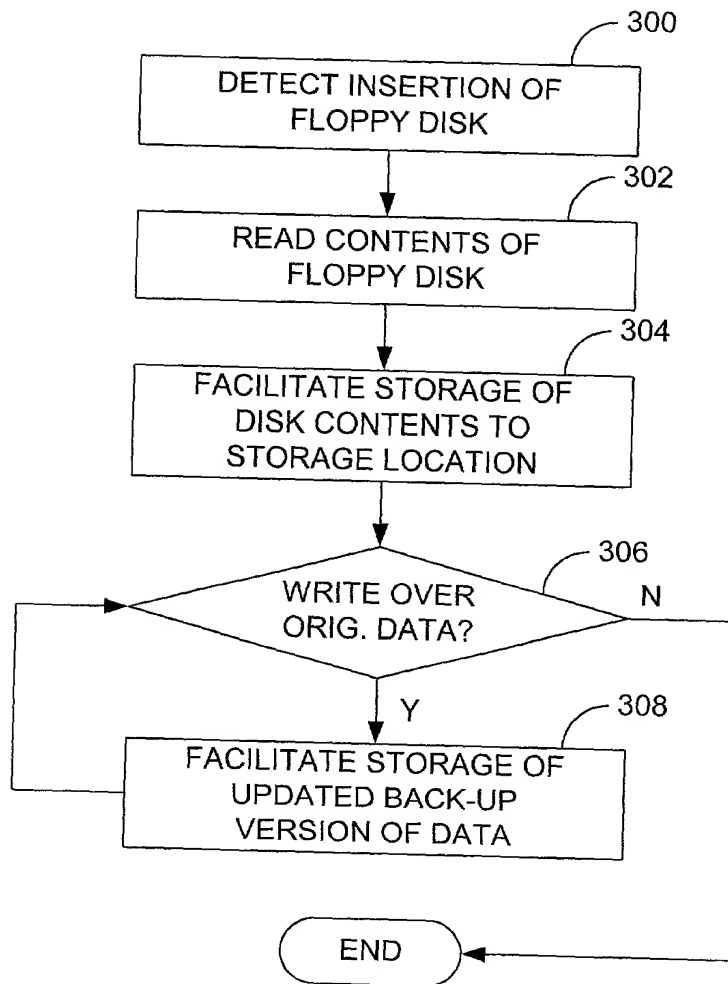 300
DETECT INSERTION OF
FLOPPY DISK
302
READ CONTENTS OF
FLOPPY DISK
304
FACILITATE STORAGE OF
DISK CONTENTS TO
STORAGE LOCATION
306
WRITE OVER
ORIG. DATA?
N
Y
308
FACILITATE STORAGE OF
UPDATED BACK-UP
VERSION OF DATA
END